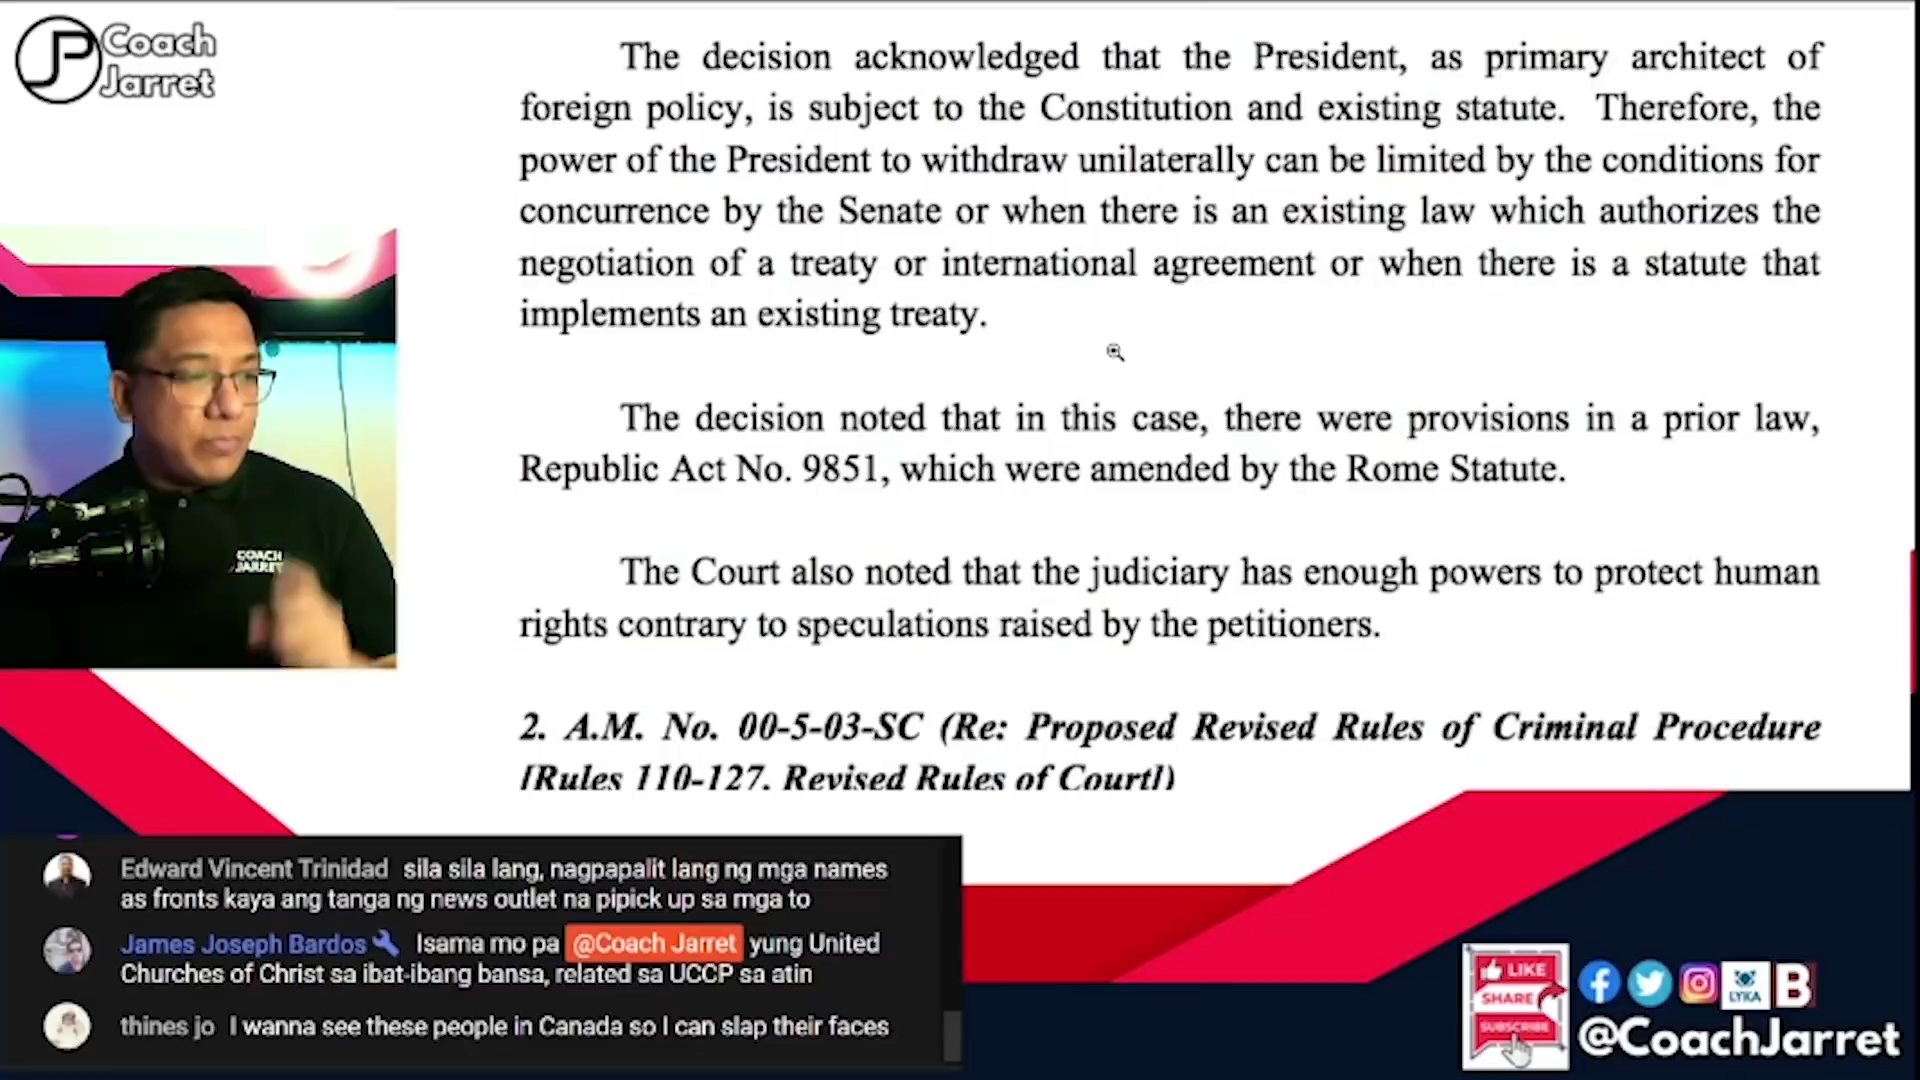 Coach
Jarret
The decision acknowledged that the President, as primary architect of
foreign policy, is subject to the Constitution and existing statute. Therefore, the
power of the President to withdraw unilaterally can be limited by the conditions for
concurrence by the Senate or when there is an existing law which authorizes the
negotiation of a treaty or international agreement or when there is a statute that
implements an existing treaty.
The decision noted that in this case, there were provisions in a prior law,
Republic Act No. 9851, which were amended by the Rome Statute.
The Court also noted that the judiciary has enough powers to protect human
rights contrary to speculations raised by the petitioners.
2. A.M. No. 00-5-03-SC (Re: Proposed Revised Rules of Criminal Procedure
[Rules 110-127, Revised Rules of Court])
COACH
JARRET
Edward Vincent Trinidad sila sila lang, nagpapalit lang ng mga names
as fronts kaya ang tanga ng news outlet na pipick up sa mga to
James Joseph Bardos Isama mo pa @Coach Jarret yung United
Churches of Christ sa ibat-ibang bansa, related sa UCCP sa atin
thines jo I wanna see these people in Canada so I can slap their faces
LIKE
SHARE
SUBSCRIBE
LYKA
B
@CoachJarret